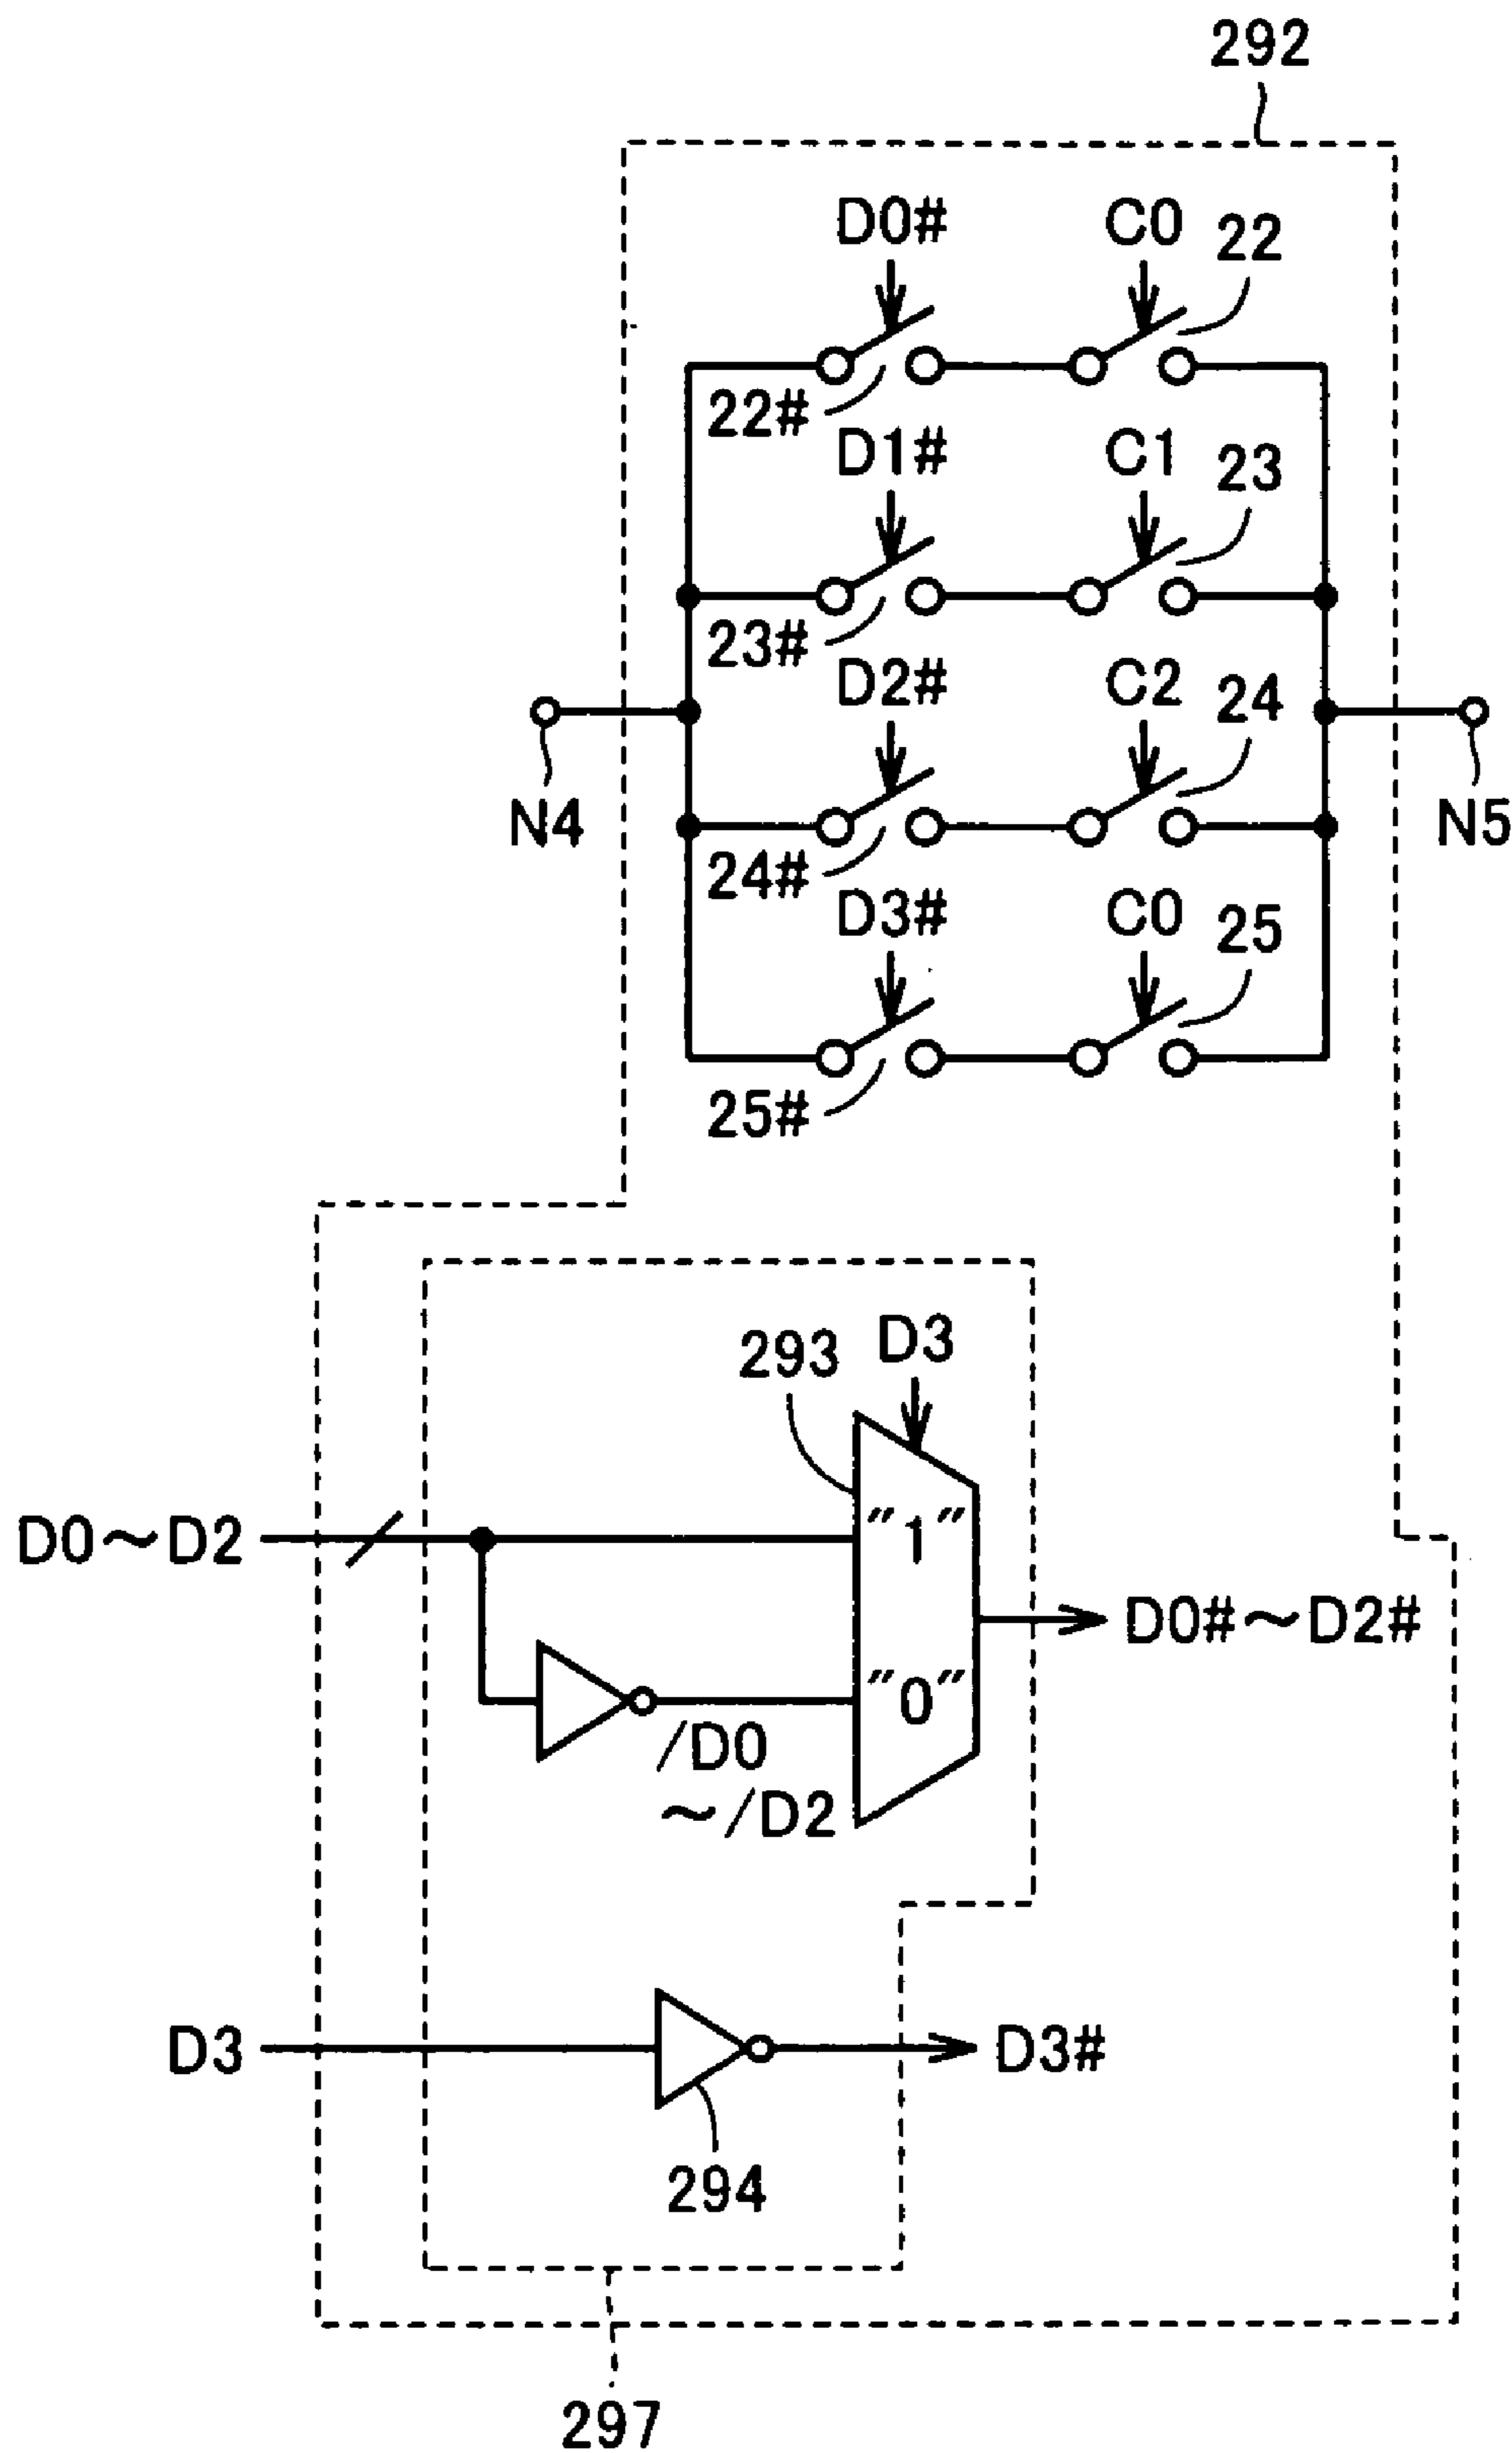 292
D0# C0 22
22#
D1# C1 23
23#
D2# C2 24
N4 N5
24#
D3# C0 25
25#
293 D3
"1"
D0~D2
D0#~D2#
"0"
/D0
~/D2
D3 D3#
294
297